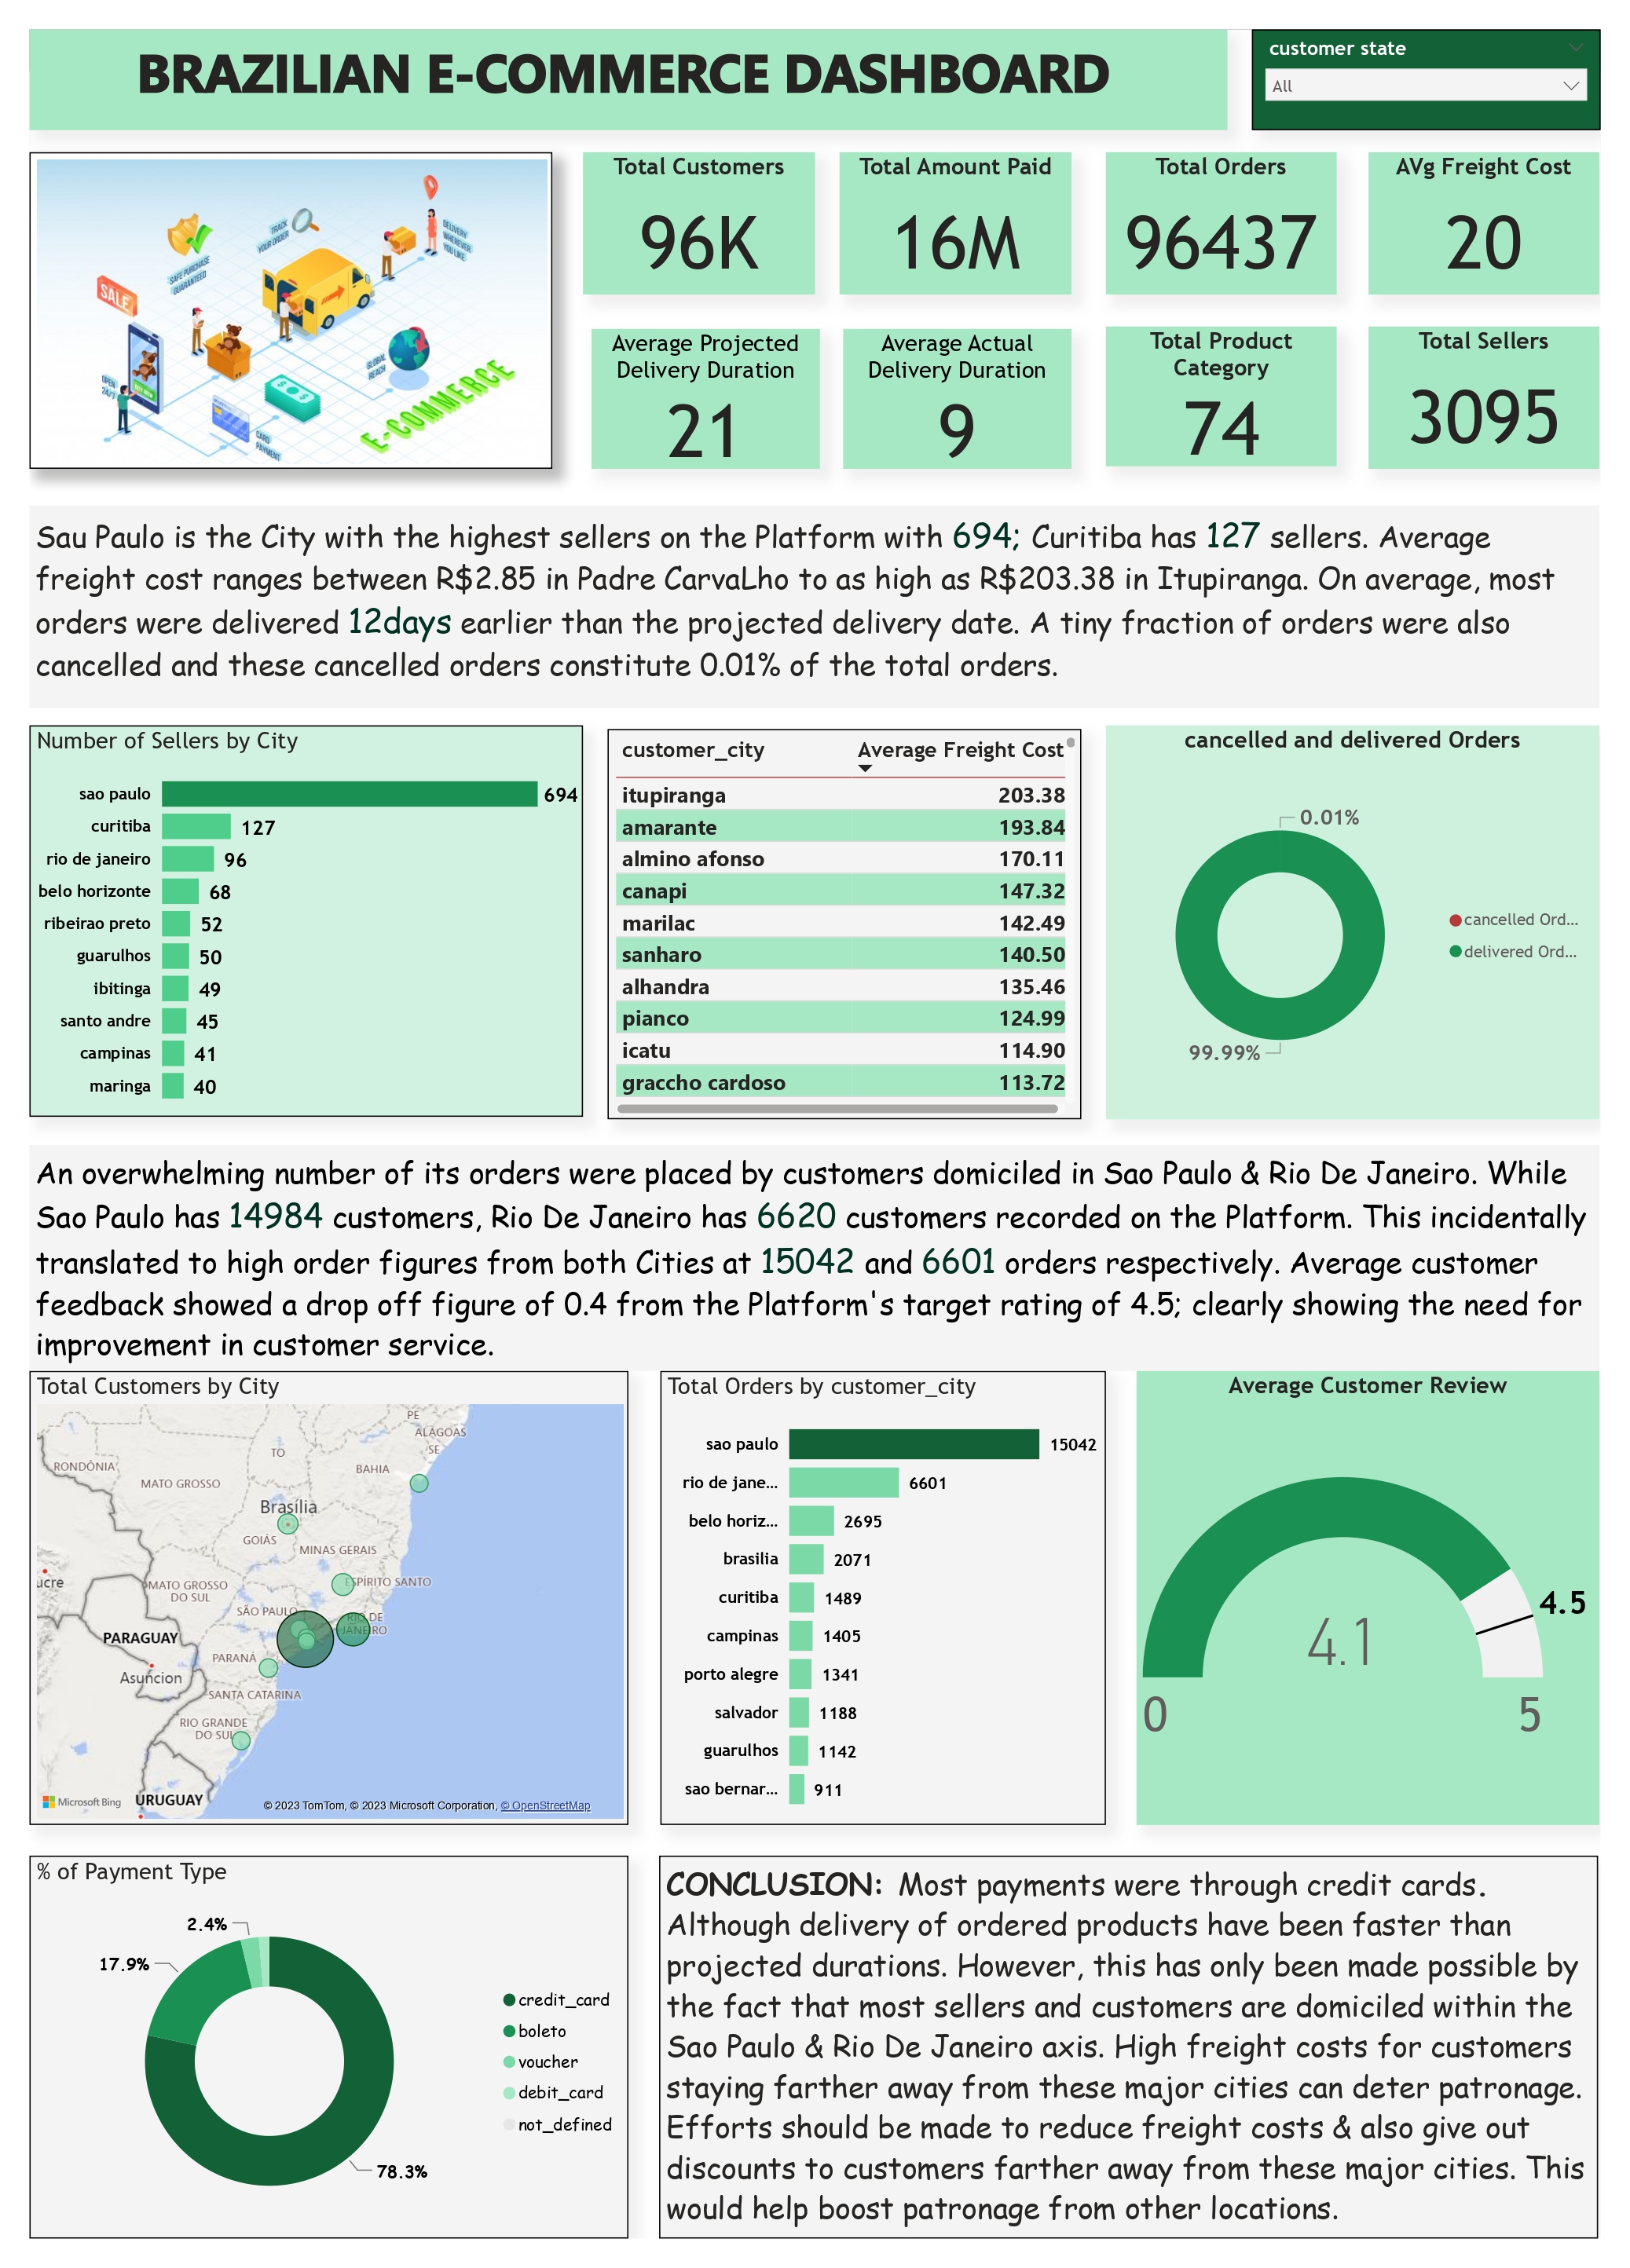 BRAZILIAN E-COMMERCE DASHBOARD
customer state
All
SALE
SAFE PURCHASE
GUARANTEED
TRACK
YOUR ORDER
DELIVERY
WHEREVER
YOU LIKE
OPEN
24/7
GLOBAL
REACH
CARD
PAYMENT
E-COMMERCE
Total Customers
96K
Total Amount Paid
16M
Total Orders
96437
AVg Freight Cost
20
Average Projected
Delivery Duration
21
Average Actual
Delivery Duration
9
Total Product
Category
74
Total Sellers
3095
Sau Paulo is the City with the highest sellers on the Platform with 694; Curitiba has 127 sellers. Average
freight cost ranges between R$2.85 in Padre CarvaLho to as high as R$203.38 in Itupiranga. On average, most
orders were delivered 12days earlier than the projected delivery date. A tiny fraction of orders were also
cancelled and these cancelled orders constitute 0.01% of the total orders.
Number of Sellers by City
sao paulo 694
curitiba 127
rio de janeiro 96
belo horizonte 68
ribeirao preto 52
guarulhos 50
ibitinga 49
santo andre 45
campinas 41
maringa 40
customer_city Average Freight Cost
itupiranga 203.38
amarante 193.84
almino afonso 170.11
canapi 147.32
marilac 142.49
sanharo 140.50
alhandra 135.46
pianco 124.99
icatu 114.90
graccho cardoso 113.72
cancelled and delivered Orders
0.01%
cancelled Ord...
delivered Ord...
99.99%
An overwhelming number of its orders were placed by customers domiciled in Sao Paulo & Rio De Janeiro. While
Sao Paulo has 14984 customers, Rio De Janeiro has 6620 customers recorded on the Platform. This incidentally
translated to high order figures from both Cities at 15042 and 6601 orders respectively. Average customer
feedback showed a drop off figure of 0.4 from the Platform's target rating of 4.5; clearly showing the need for
improvement in customer service.
Total Customers by City
PE
ALAGOAS
SE
TO
RONDÔNIA
BAHIA
MATO GROSSO
Brasília
GOIÁS
MINAS GERAIS
ucre
MATO GROSSO
DO SUL
ESPÍRITO SANTO
SÃO PAULO
RIO DE
JANEIRO
PARAGUAY
PARANÁ
Asuncion
SANTA CATARINA
RIO GRANDE
DO SUL
URUGUAY
Microsoft Bing
© 2023 TomTom, © 2023 Microsoft Corporation, © OpenStreetMap
Total Orders by customer_city
sao paulo 15042
rio de jane... 6601
belo horiz... 2695
brasilia 2071
curitiba 1489
campinas 1405
porto alegre 1341
salvador 1188
guarulhos 1142
sao bernar... 911
Average Customer Review
4.5
4.1
0
5
% of Payment Type
2.4%
17.9%
78.3%
credit_card
boleto
voucher
debit_card
not_defined
CONCLUSION: Most payments were through credit cards.
Although delivery of ordered products have been faster than
projected durations. However, this has only been made possible by
the fact that most sellers and customers are domiciled within the
Sao Paulo & Rio De Janeiro axis. High freight costs for customers
staying farther away from these major cities can deter patronage.
Efforts should be made to reduce freight costs & also give out
discounts to customers farther away from these major cities. This
would help boost patronage from other locations.